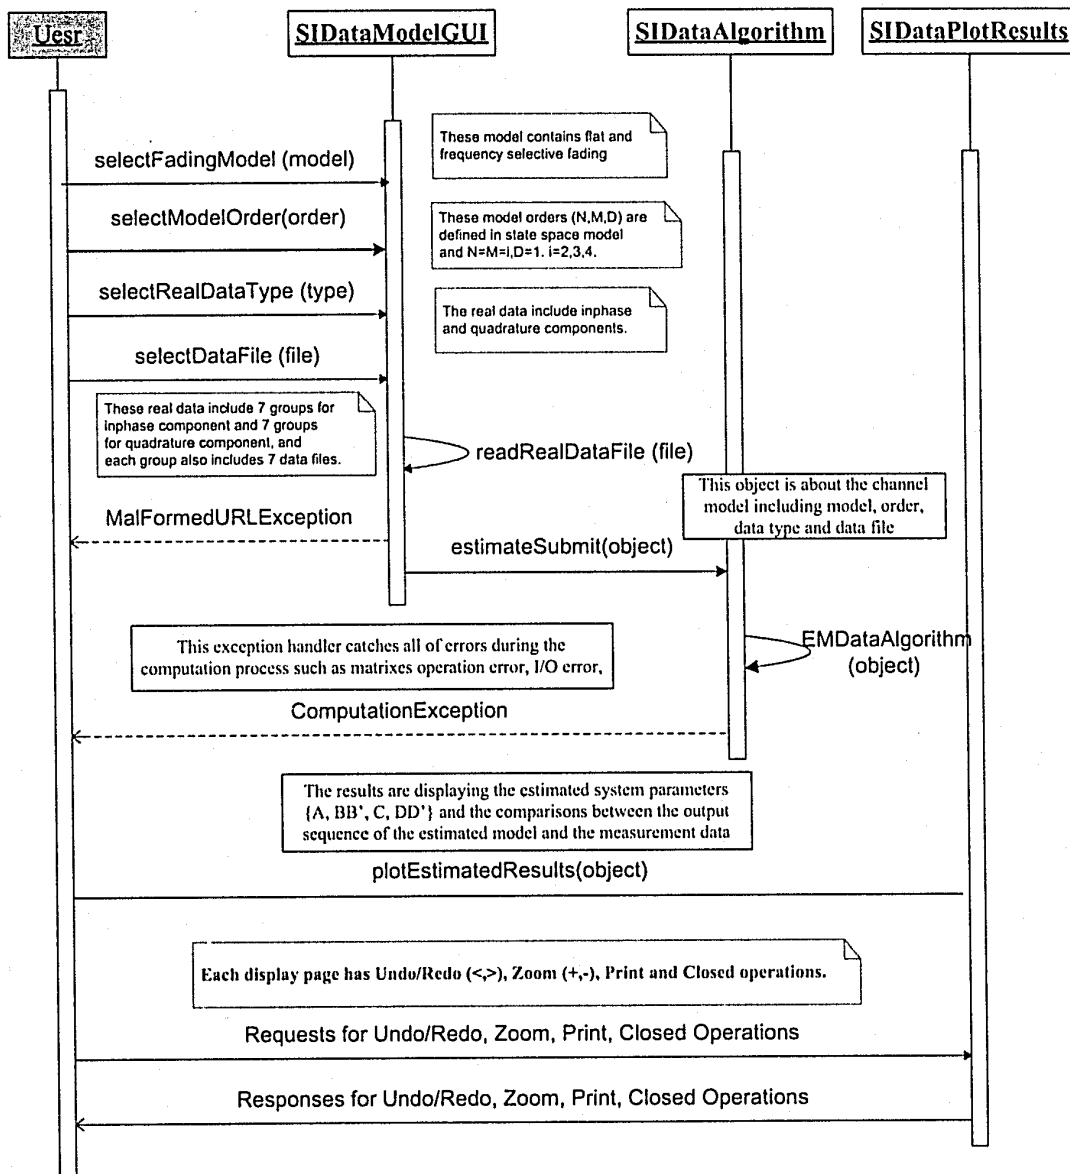 Uesr
SIDataModelGUI
SIDataAlgorithm
SIDataPlotResults
These model contains flat and
frequency selective fading
selectFadingModel (model)
selectModelOrder(order)
These model orders (N,M,D) are
defined in state space model
and N=M=i,D=1. i=2,3,4.
selectRealDataType (type)
The real data include inphase
and quadrature components.
selectDataFile (file)
These real data include 7 groups for
inphase component and 7 groups
for quadrature component, and
each group also includes 7 data files.
readRealDataFile (file)
This object is about the channel
model including model, order,
data type and data file
MalFormedURLException
estimateSubmit(object)
This exception handler catches all of errors during the
computation process such as matrixes operation error, I/O error,
EMDataAlgorithm
(object)
ComputationException
The results are displaying the estimated system parameters
{A, BB', C, DD'} and the comparisons between the output
sequence of the estimated model and the measurement data
plotEstimatedResults(object)
Each display page has Undo/Redo (<,>), Zoom (+,-), Print and Closed operations.
Requests for Undo/Redo, Zoom, Print, Closed Operations
Responses for Undo/Redo, Zoom, Print, Closed Operations